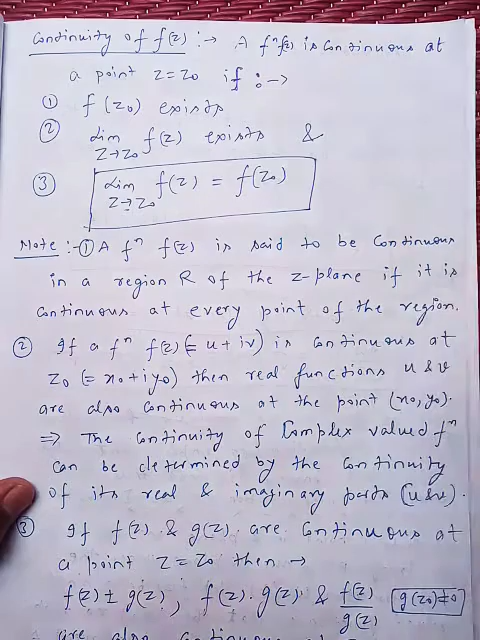 Continuity of f(z) :→ A fⁿ f(z) is continuous at
a point z = z₀ if :→
① f(z₀) exists
② lim z→z₀ f(z) exists &
③ lim z→z₀ f(z) = f(z₀)
Note :- ① A fⁿ f(z) is said to be continuous
in a region R of the z-plane if it is
continuous at every point of the region.
② If a fⁿ f(z) (= u + iv) is continuous at
z₀ (= x₀ + iy₀) then real functions u & v
are also continuous at the point (x₀, y₀).
⇒ The continuity of Complex valued fⁿ
can be determined by the continuity
of its real & imaginary parts (u & v).
③ If f(z) & g(z) are continuous at
a point z = z₀ then →
f(z) ± g(z), f(z) . g(z) & f(z)/g(z) [g(z₀) ≠ 0]
are also continuous